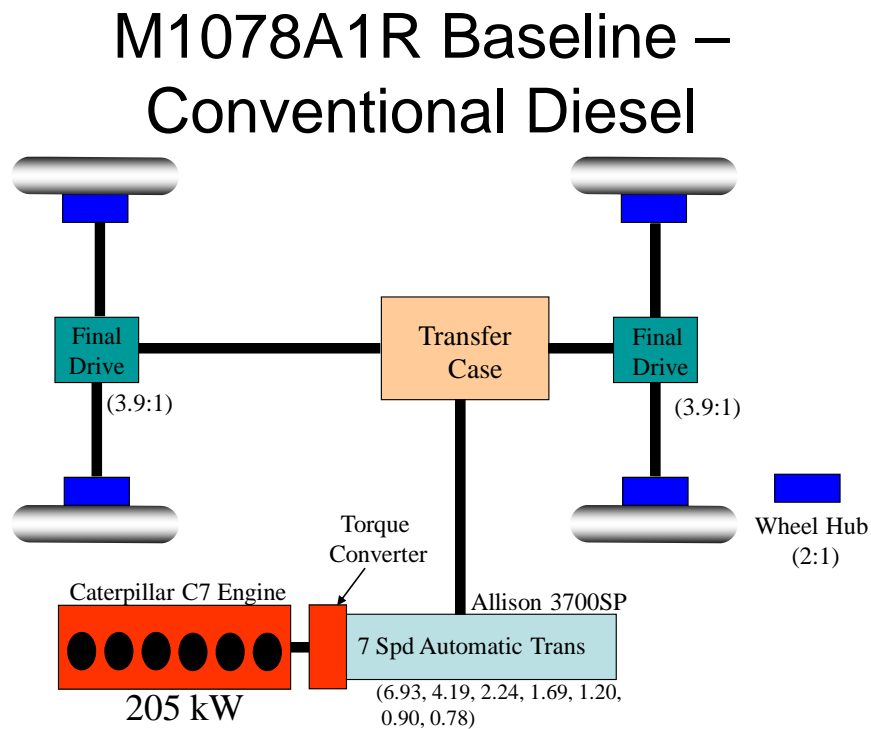 M1078A1R Baseline –
Conventional Diesel
Final
Drive
(3.9:1)
Transfer
Case
Final
Drive
(3.9:1)
Wheel Hub
(2:1)
Torque
Converter
Caterpillar C7 Engine
205 kW
Allison 3700SP
7 Spd Automatic Trans
(6.93, 4.19, 2.24, 1.69, 1.20,
0.90, 0.78)